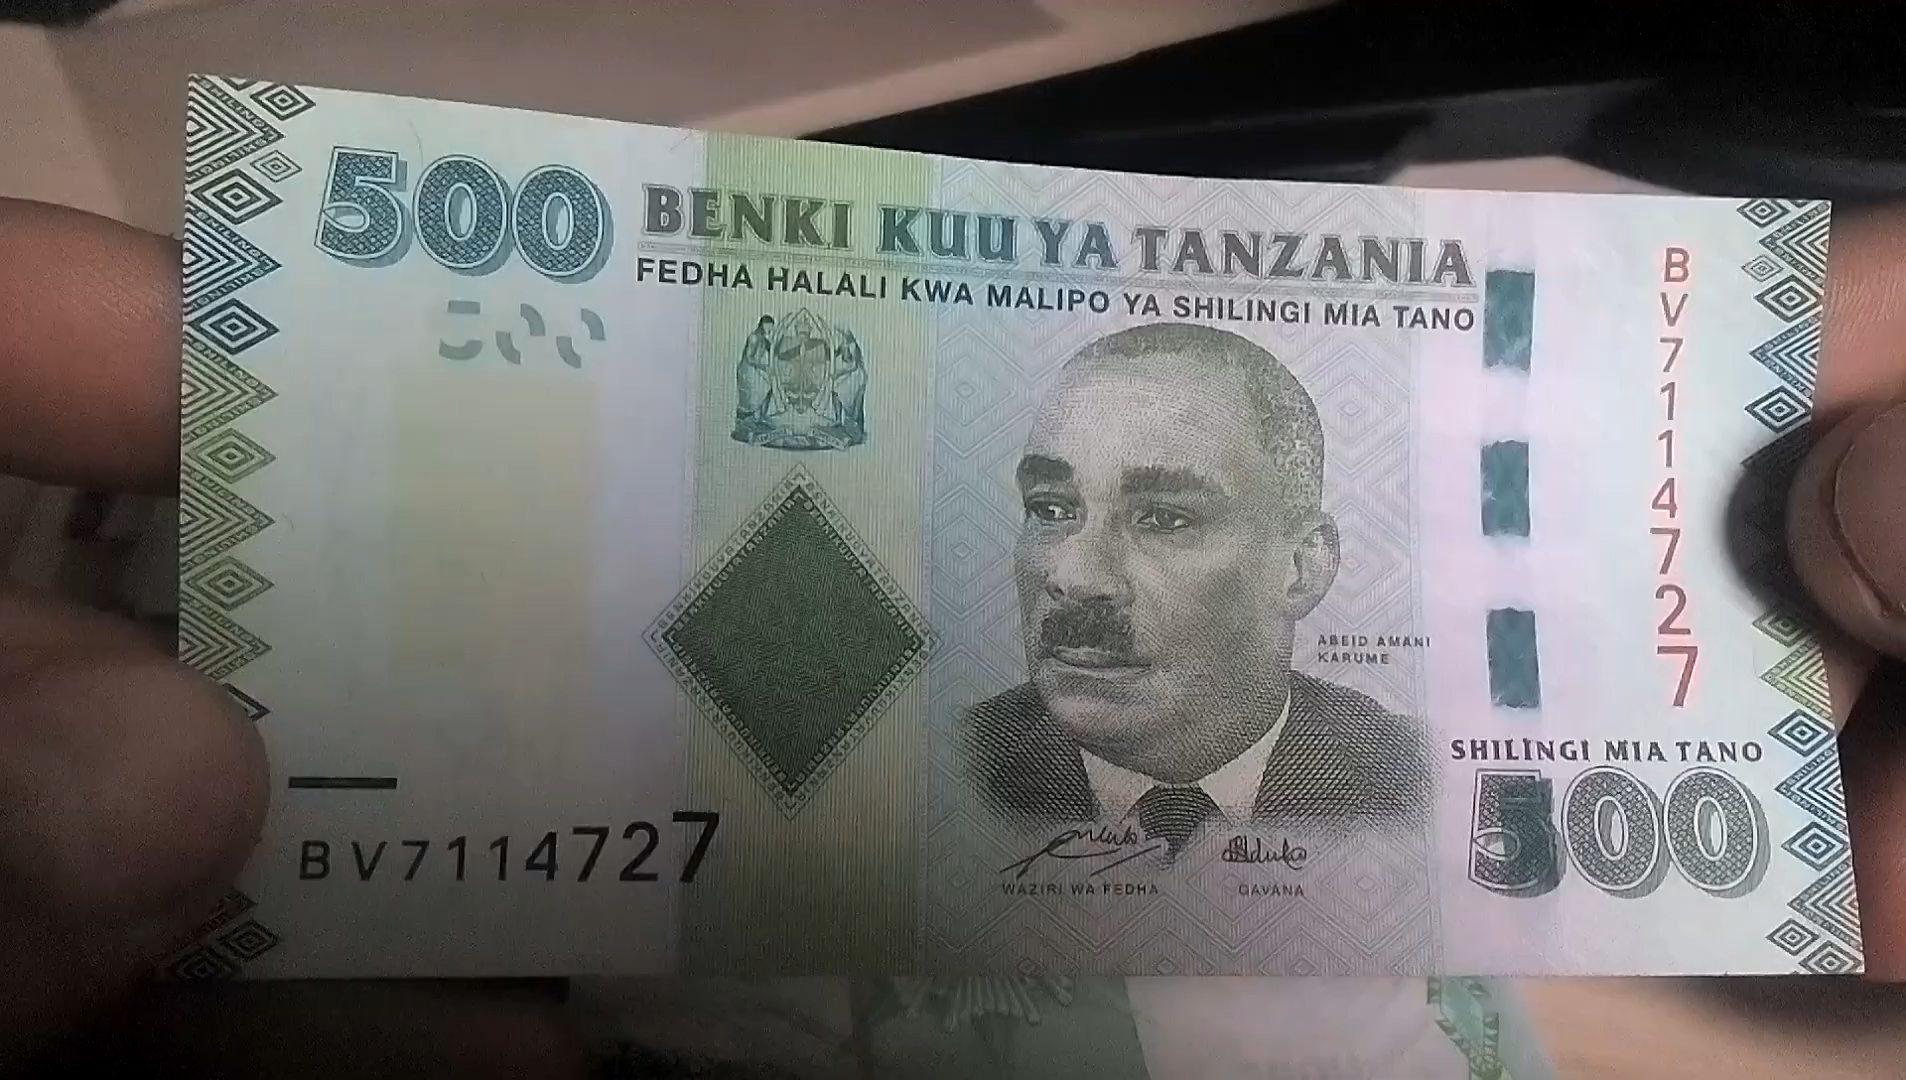 500
BENKI KUU YA TANZANIA
FEDHA HALALI KWA MALIPO YA SHILINGI MIA TANO
500
BV7114727
ABEID AMANI
KARUME
SHILINGI MIA TANO
500
BV7114727
WAZIRI WA FEDHA
GAVANA